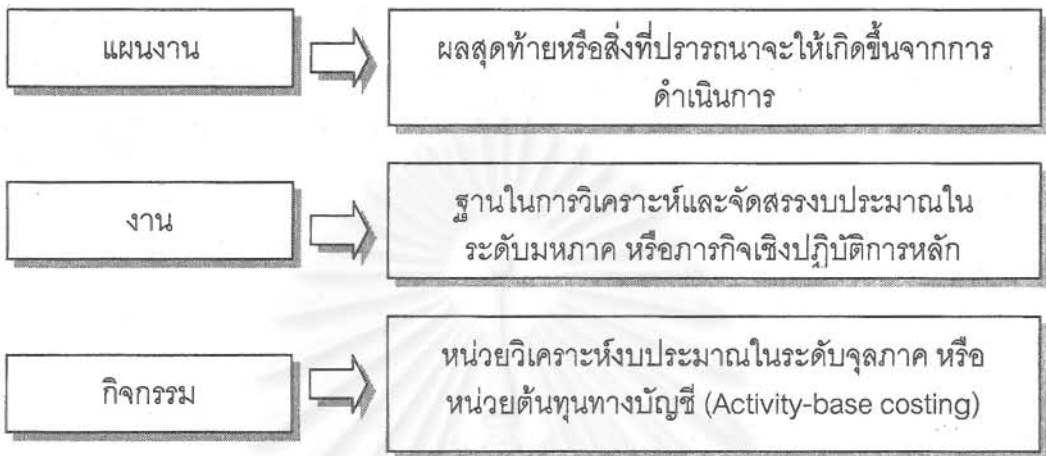 แผนงาน
ผลสุดท้ายหรือสิ่งที่ปรารถนาจะให้เกิดขึ้นจากการ
ดำเนินการ
งาน
ฐานในการวิเคราะห์และจัดสรรงบประมาณใน
ระดับมหภาค หรือภารกิจเชิงปฏิบัติการหลัก
กิจกรรม
หน่วยวิเคราะห์งบประมาณในระดับจุลภาค หรือ
หน่วยต้นทุนทางบัญชี (Activity-base costing)